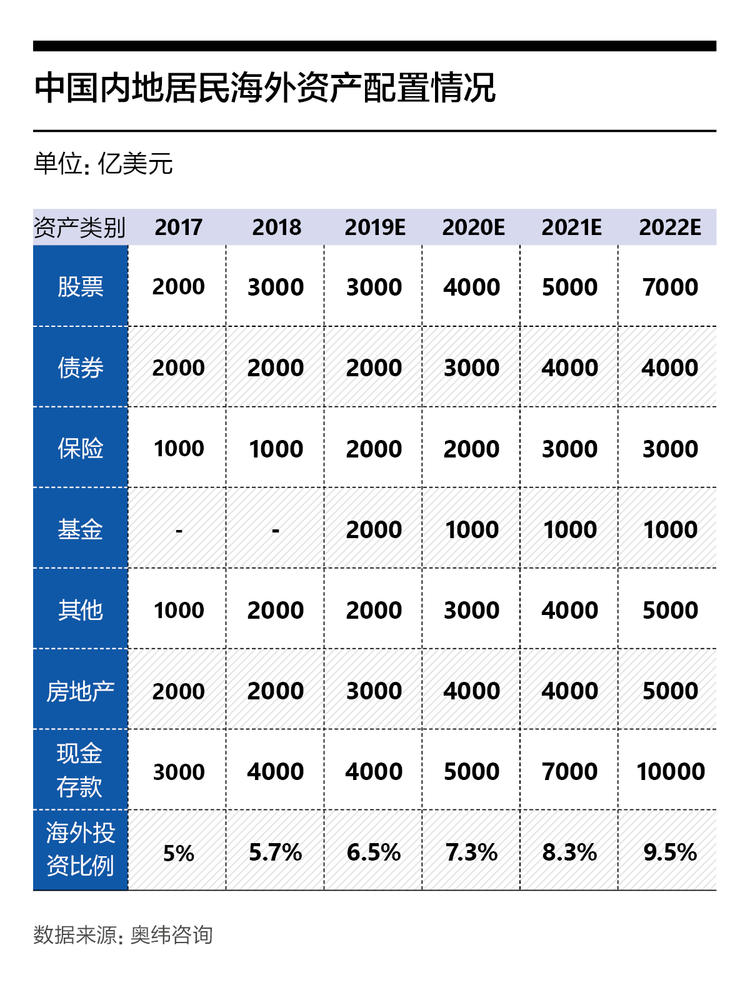 中国内地居民海外资产配置情况
单位: 亿美元
资产类别 2017 2018 2019E 2020E 2021E 2022E
股票 2000 3000 3000 4000 5000 7000
债券 2000 2000 2000 3000 4000 4000
保险 1000 1000 2000 2000 3000 3000
基金 - - 2000 1000 1000 1000
其他 1000 2000 2000 3000 4000 5000
房地产 2000 2000 3000 4000 4000 5000
现金
存款 3000 4000 4000 5000 7000 10000
海外投
资比例 5% 5.7% 6.5% 7.3% 8.3% 9.5%
数据来源: 奥纬咨询